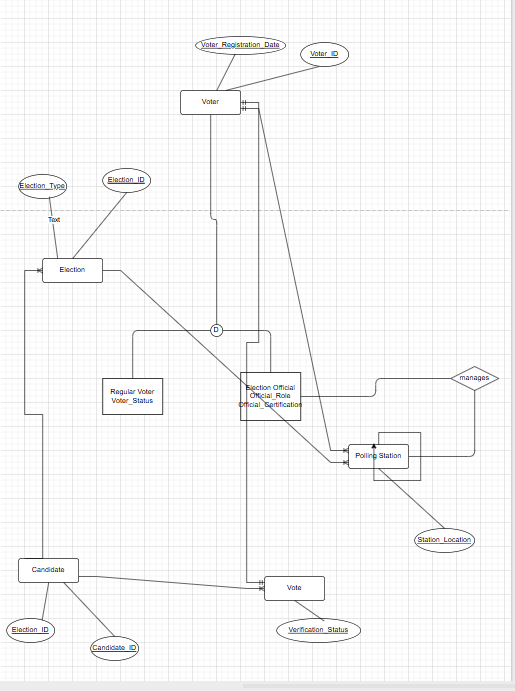 Voter_Registration_Date
Voter_ID
Voter
Election_Type
Election_ID
Text
Election
D
manages
Regular Voter
Voter_Status
Election Official
Official_Role
Official_Certification
Polling Station
Station_Location
Candidate
Vote
Election_ID
Verification_Status
Candidate_ID